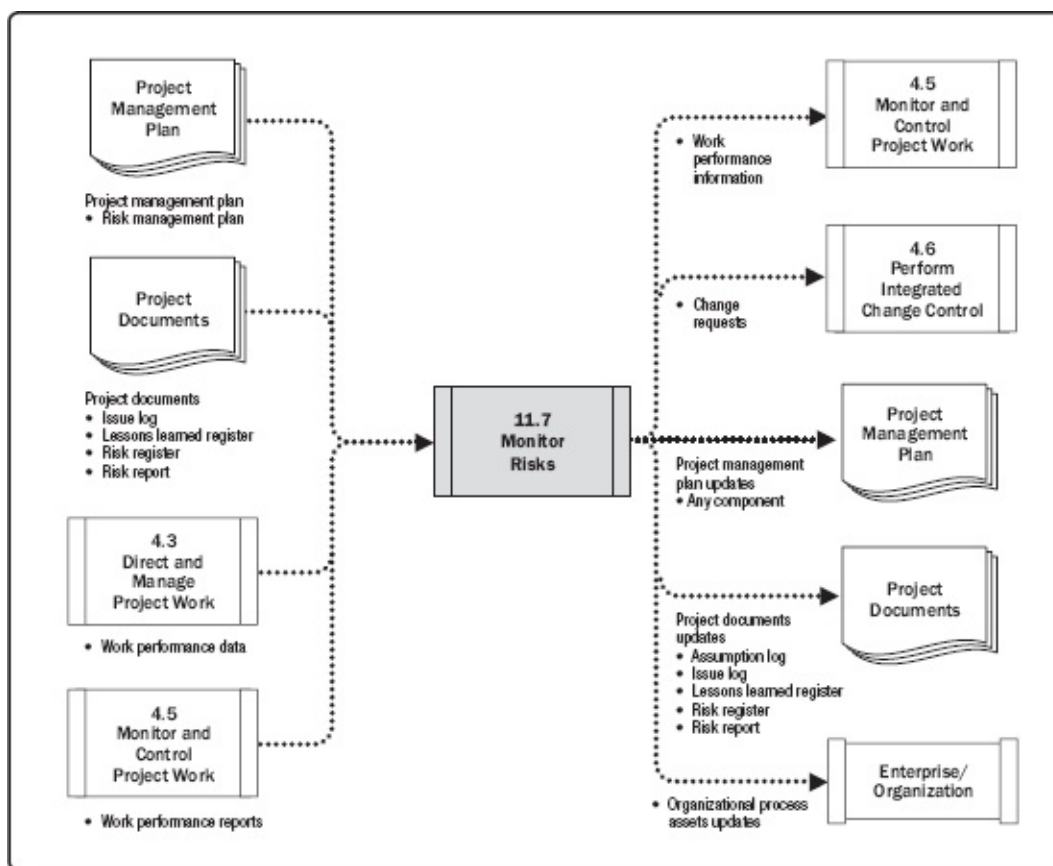 Project
Management
Plan
Project management plan
• Risk management plan
Project
Documents
Project documents
• Issue log
• Lessons learned register
• Risk register
• Risk report
4.3
Direct and
Manage
Project Work
• Work performance data
4.5
Monitor and
Control
Project Work
• Work performance reports
11.7
Monitor
Risks
• Work
performance
information
4.5
Monitor and
Control
Project Work
• Change
requests
4.6
Perform
Integrated
Change Control
Project management
plan updates
• Any component
Project
Management
Plan
Project documents
updates
• Assumption log
• Issue log
• Lessons learned register
• Risk register
• Risk report
Project
Documents
• Organizational process
assets updates
Enterprise/
Organization